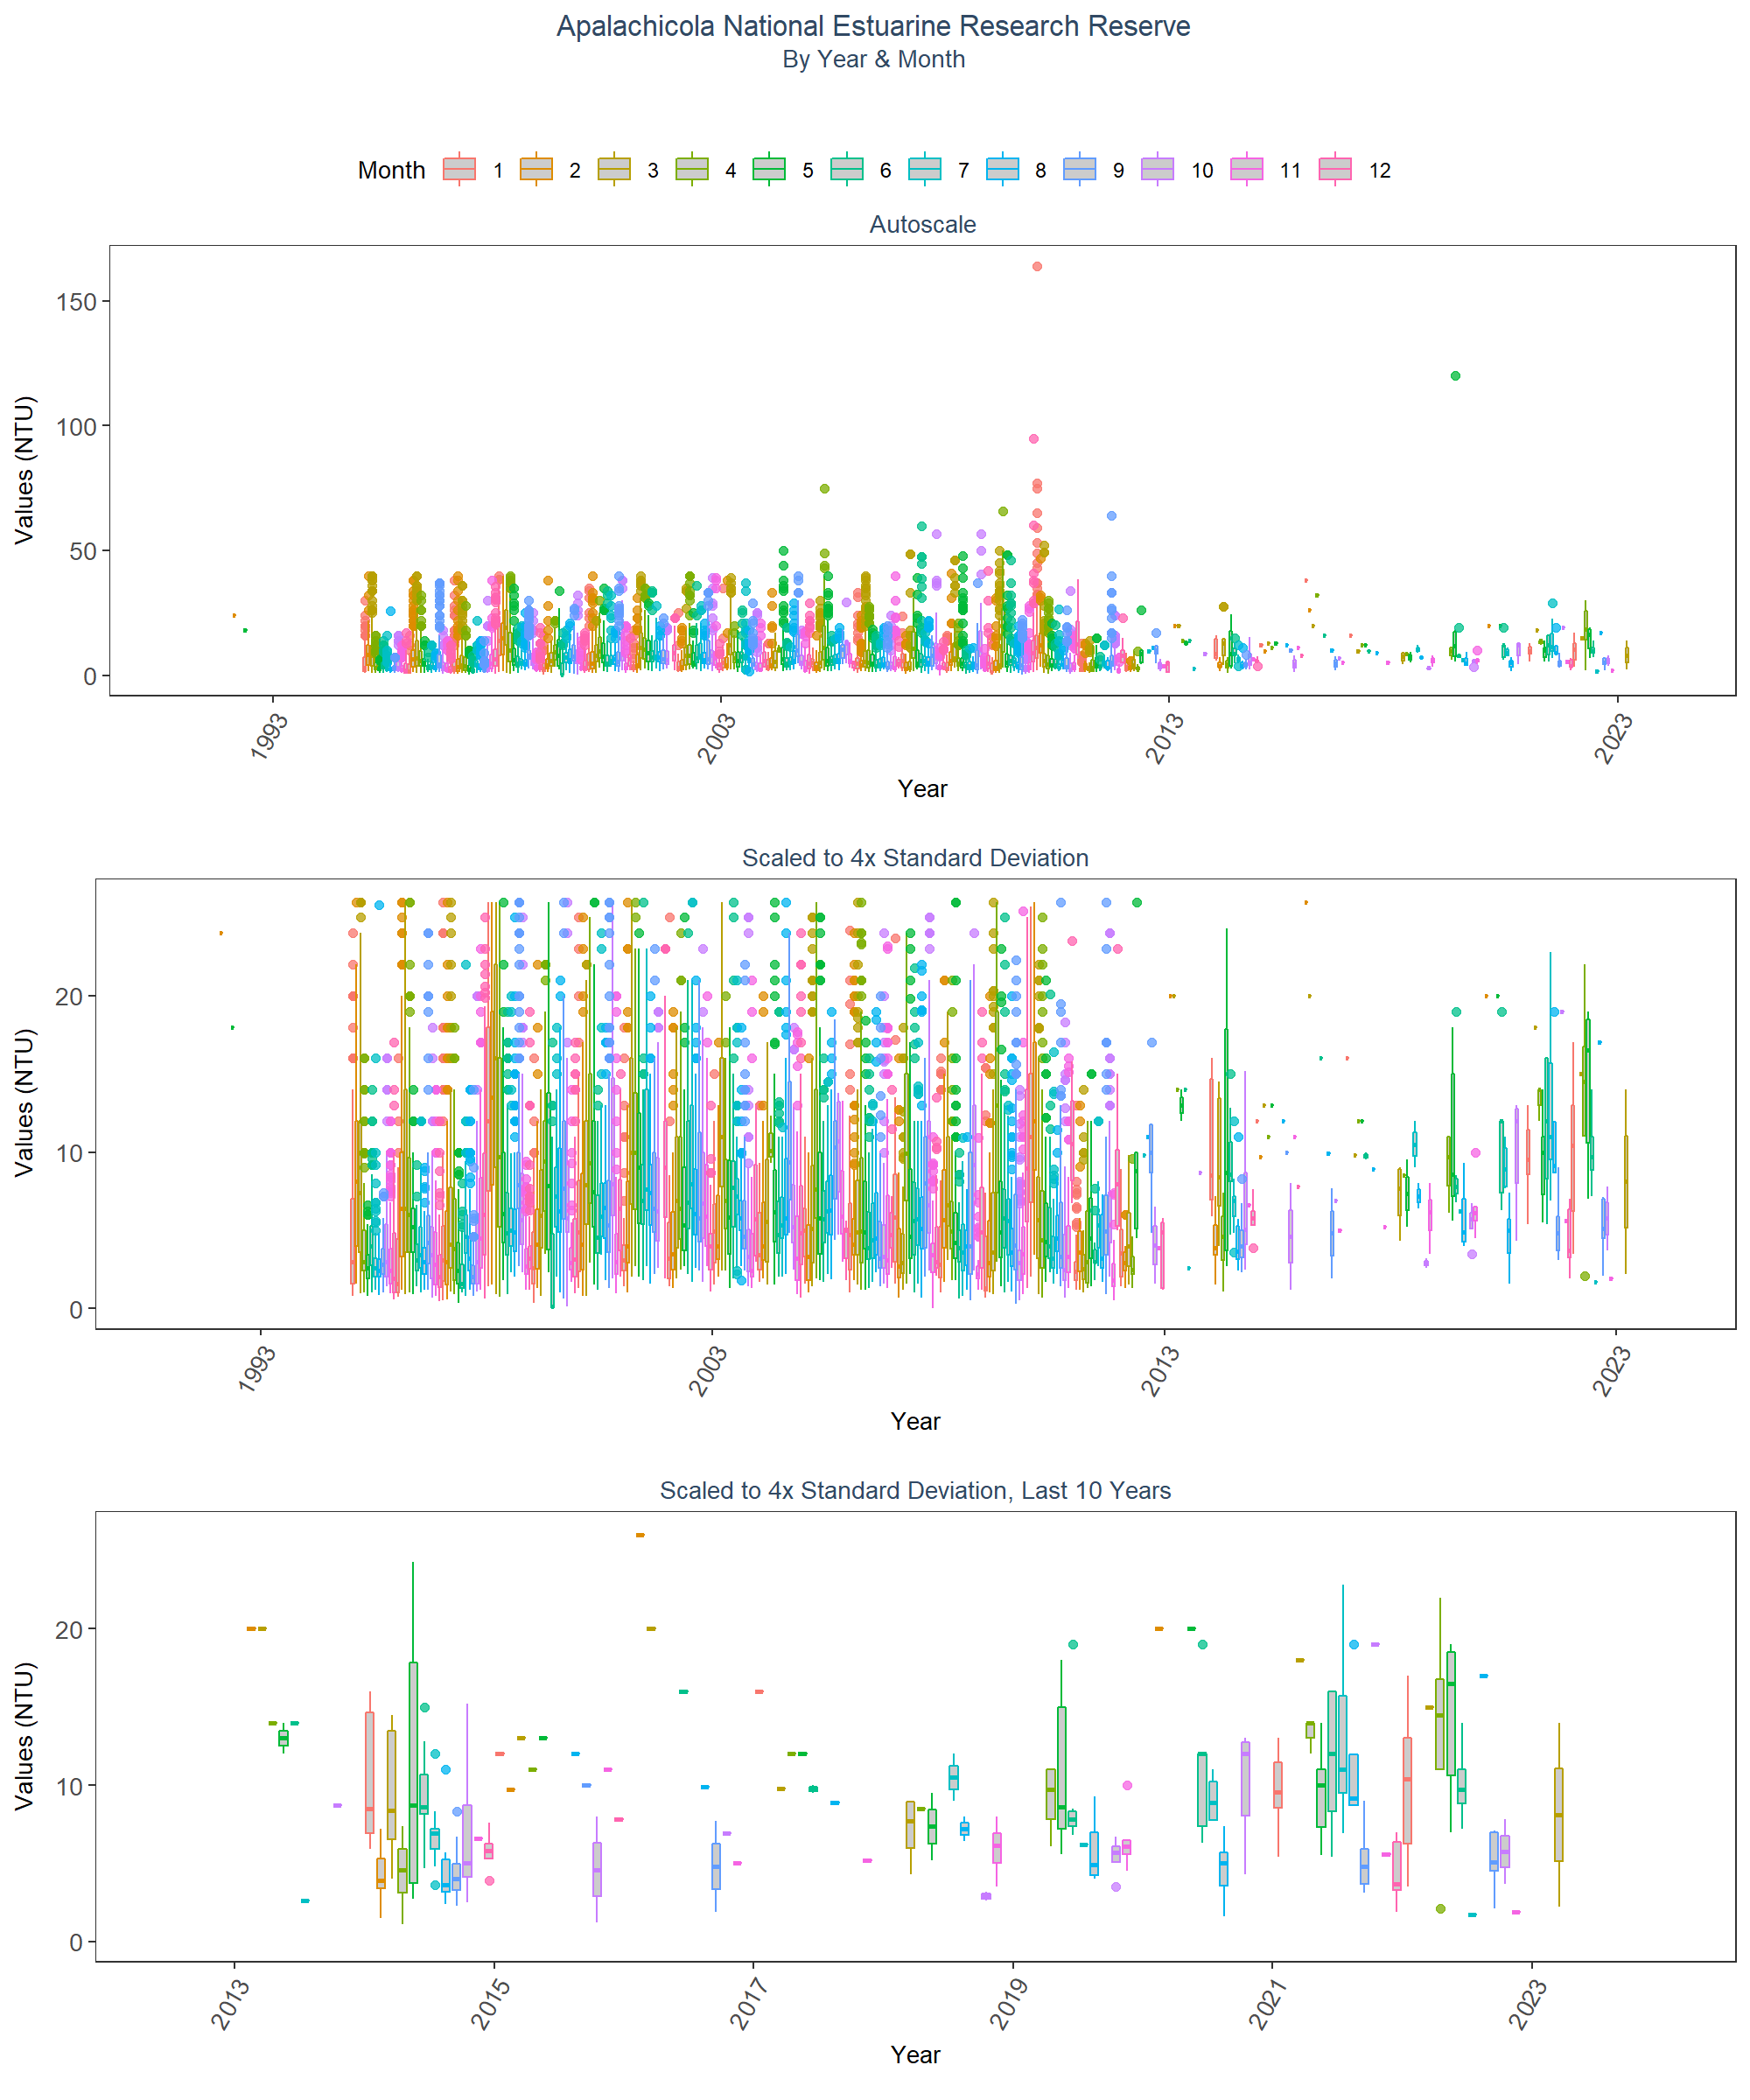 Apalachicola National Estuarine Research Reserve
By Year & Month
Month 1 2 3 4 5 6 7 8 9 10 11 12
Autoscale
Values (NTU)
150
100
50
0
1993 2003 2013 2023
Year
Scaled to 4x Standard Deviation
Values (NTU)
20
10
0
1993 2003 2013 2023
Year
Scaled to 4x Standard Deviation, Last 10 Years
Values (NTU)
20
10
0
2013 2015 2017 2019 2021 2023
Year